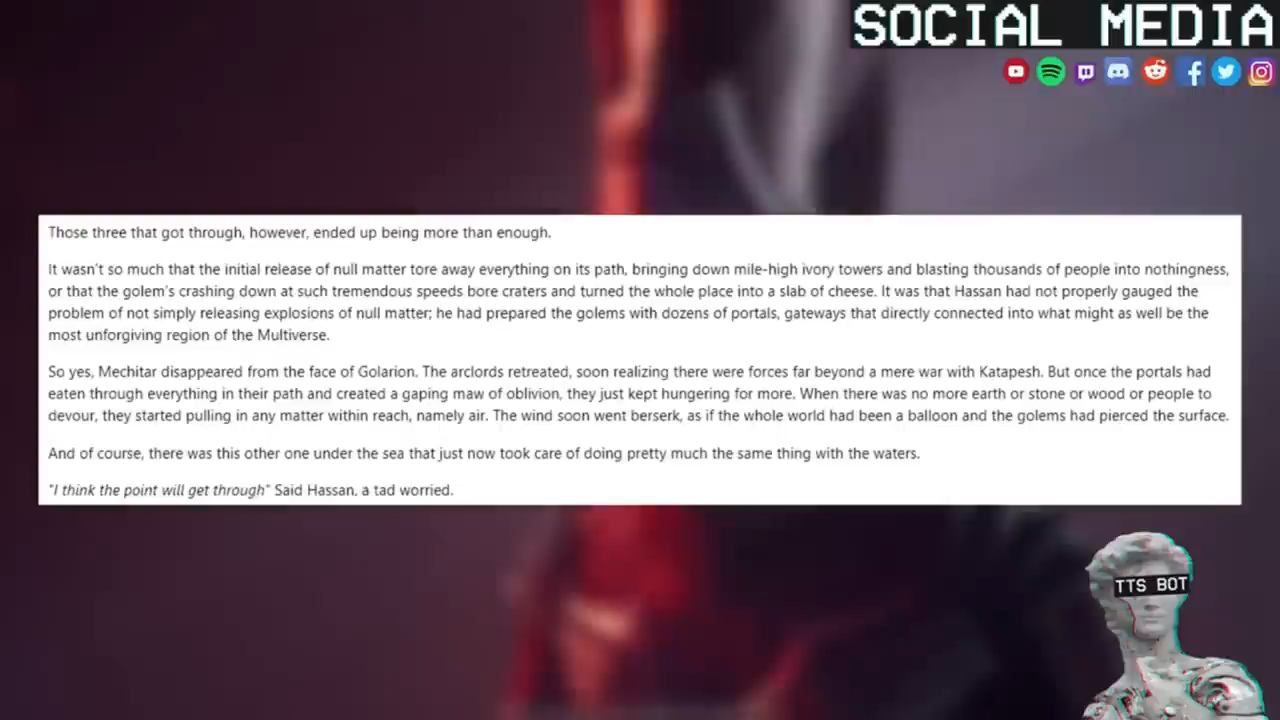 SOCIAL MEDIA
Those three that got through, however, ended up being more than enough.
It wasn't so much that the initial release of null matter tore away everything on its path, bringing down mile-high ivory towers and blasting thousands of people into nothingness,
or that the golem's crashing down at such tremendous speeds bore craters and turned the whole place into a slab of cheese. It was that Hassan had not properly gauged the
problem of not simply releasing explosions of null matter; he had prepared the golems with dozens of portals, gateways that directly connected into what might as well be the
most unforgiving region of the Multiverse.
So yes, Mechitar disappeared from the face of Golarion. The arclords retreated, soon realizing there were forces far beyond a mere war with Katapesh. But once the portals had
eaten through everything in their path and created a gaping maw of oblivion, they just kept hungering for more. When there was no more earth or stone or wood or people to
devour, they started pulling in any matter within reach, namely air. The wind soon went berserk, as if the whole world had been a balloon and the golems had pierced the surface.
And of course, there was this other one under the sea that just now took care of doing pretty much the same thing with the waters.
"I think the point will get through" Said Hassan, a tad worried.
TTS BOT